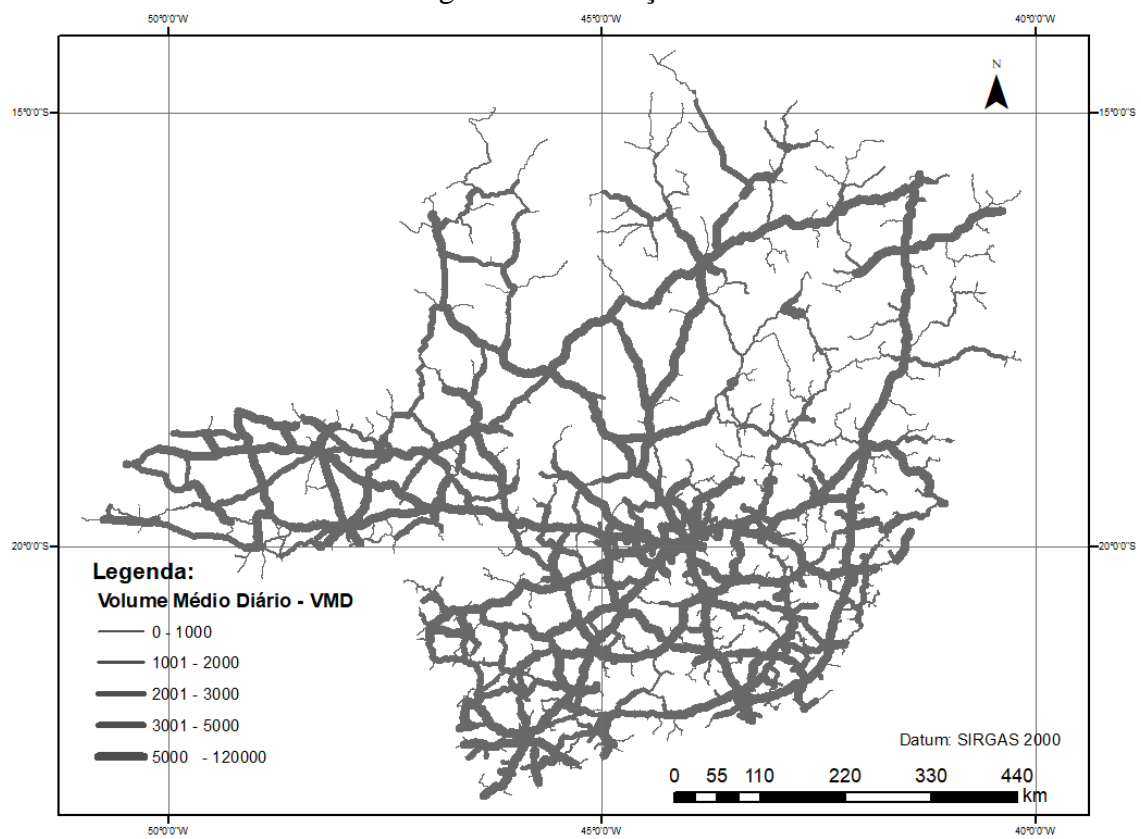 50°0'0"W 45°0'0"W 40°0'0"W
N
15°0'0"S 15°0'0"S
20°0'0"S 20°0'0"S
Legenda:
Volume Médio Diário - VMD
0 - 1000
1001 - 2000
2001 - 3000
3001 - 5000
5000 - 120000
Datum: SIRGAS 2000
0 55 110 220 330 440
km
50°0'0"W 45°0'0"W 40°0'0"W